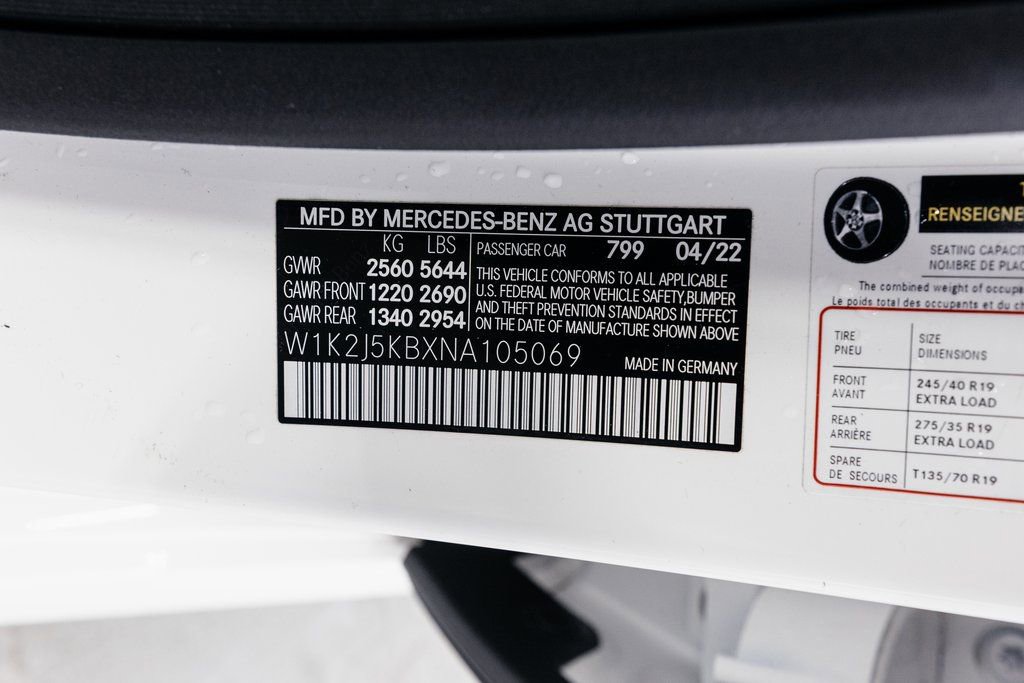 MFD BY MERCEDES-BENZ AG STUTTGART
KG LBS
GVWR 2560 5644
GAWR FRONT 1220 2690
GAWR REAR 1340 2954
PASSENGER CAR 799 04/22
THIS VEHICLE CONFORMS TO ALL APPLICABLE
U.S. FEDERAL MOTOR VEHICLE SAFETY,BUMPER
AND THEFT PREVENTION STANDARDS IN EFFECT
ON THE DATE OF MANUFACTURE SHOWN ABOVE
W1K2J5KBXNA105069
MADE IN GERMANY
RENSEIGNE
SEATING CAPACIT
NOMBRE DE PLAC
The combined weight of occupa
Le poids total des occupants et du ch
TIRE SIZE
PNEU DIMENSIONS
FRONT 245/40 R19
AVANT EXTRA LOAD
REAR 275/35 R19
ARRIÈRE EXTRA LOAD
SPARE T135/70 R19
DE SECOURS